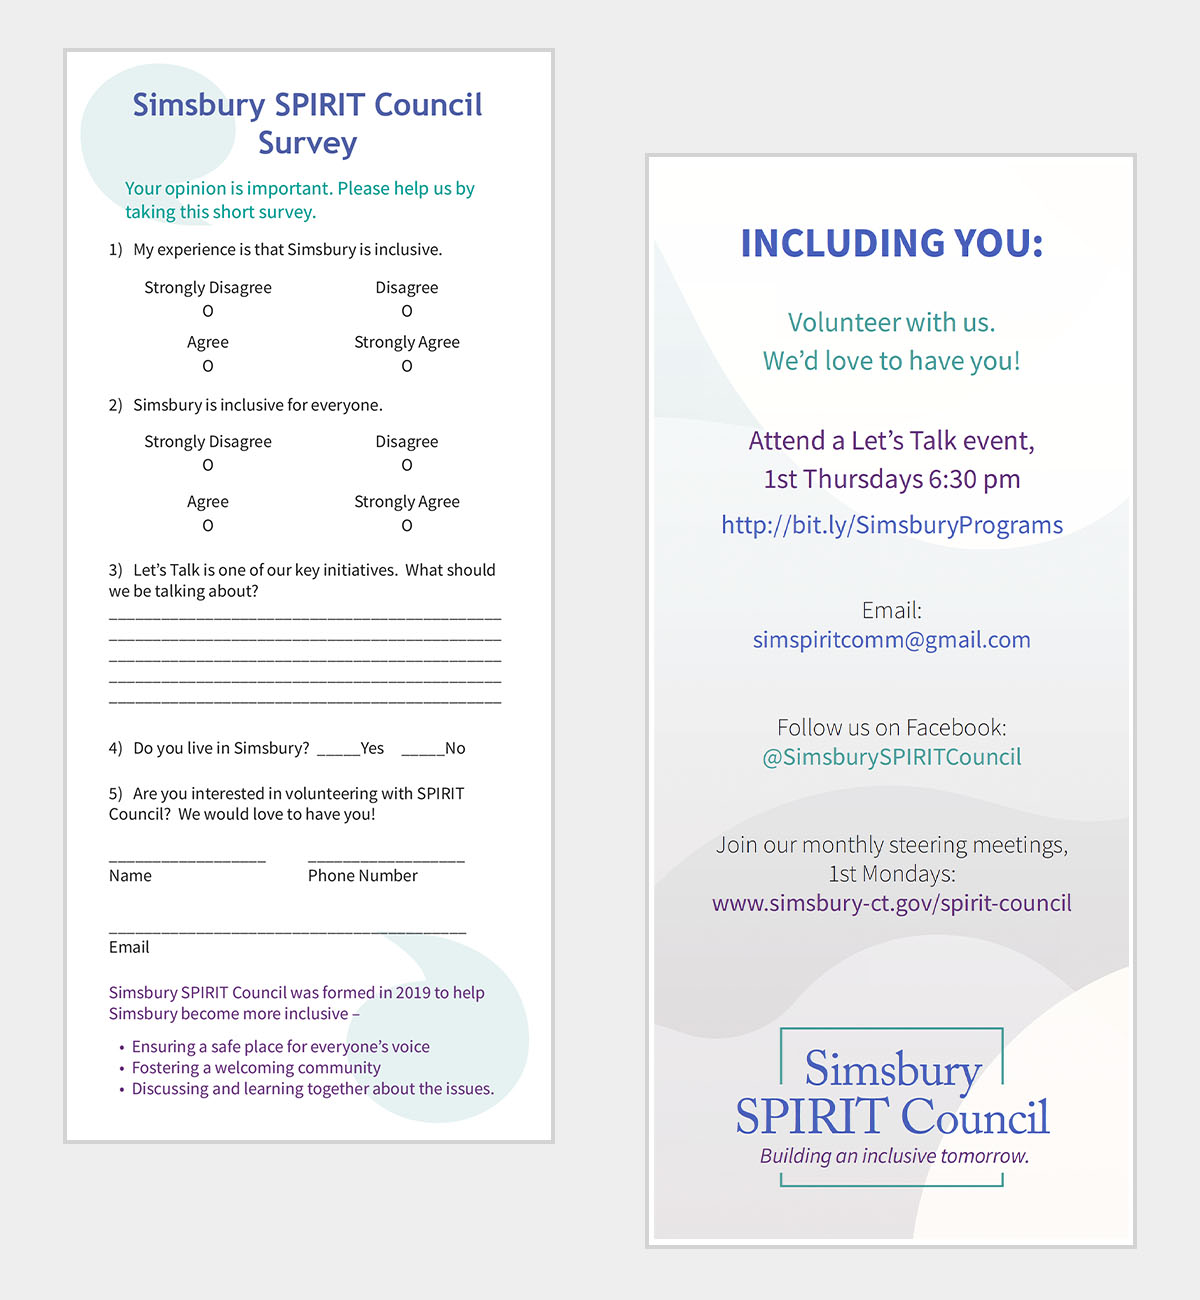 Simsbury SPIRIT Council
Survey
Your opinion is important. Please help us by
taking this short survey.
1) My experience is that Simsbury is inclusive.
Strongly Disagree Disagree
O O
Agree Strongly Agree
O O
2) Simsbury is inclusive for everyone.
Strongly Disagree Disagree
O O
Agree Strongly Agree
O O
3) Let's Talk is one of our key initiatives. What should
we be talking about?
4) Do you live in Simsbury? _____Yes _____No
5) Are you interested in volunteering with SPIRIT
Council? We would love to have you!
Name Phone Number
Email
Simsbury SPIRIT Council was formed in 2019 to help
Simsbury become more inclusive –
• Ensuring a safe place for everyone's voice
• Fostering a welcoming community
• Discussing and learning together about the issues.
INCLUDING YOU:
Volunteer with us.
We'd love to have you!
Attend a Let's Talk event,
1st Thursdays 6:30 pm
http://bit.ly/SimsburyPrograms
Email:
simspiritcomm@gmail.com
Follow us on Facebook:
@SimsburySPIRITCouncil
Join our monthly steering meetings,
1st Mondays:
www.simsbury-ct.gov/spirit-council
Simsbury
SPIRIT Council
Building an inclusive tomorrow.